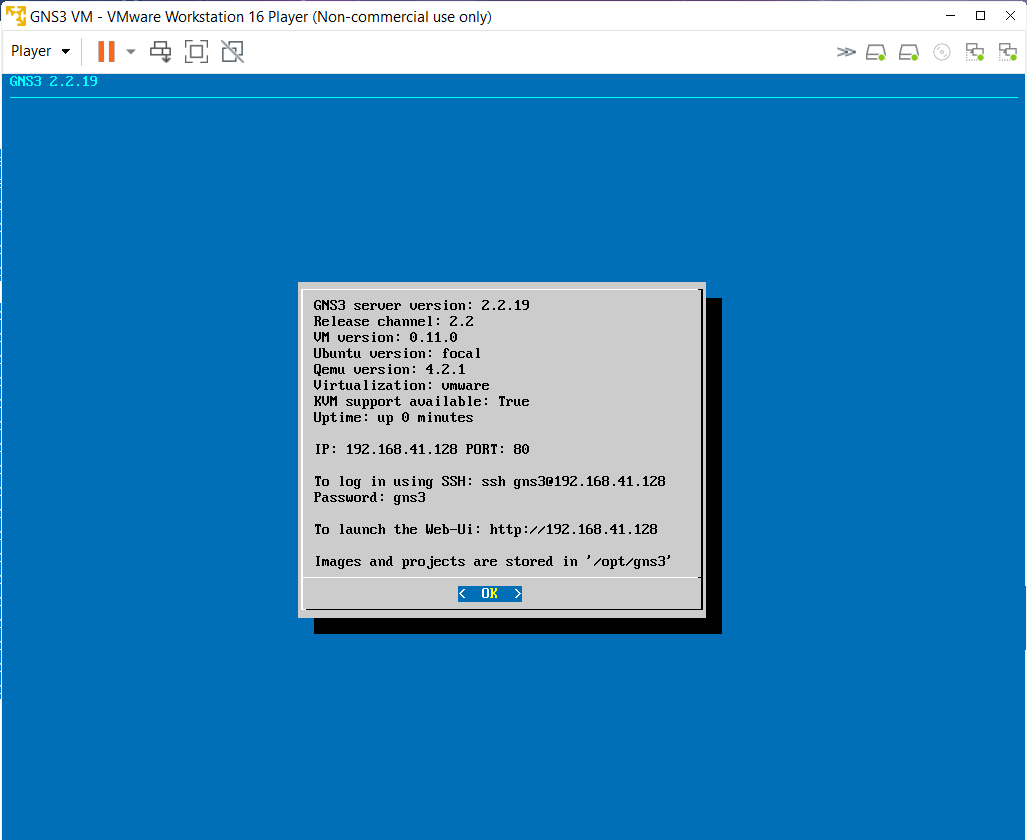 GNS3 VM - VMware Workstation 16 Player (Non-commercial use only)
Player
GNS3 2.2.19
GNS3 server version: 2.2.19
Release channel: 2.2
VM version: 0.11.0
Ubuntu version: focal
Qemu version: 4.2.1
Virtualization: vmware
KVM support available: True
Uptime: up 0 minutes
IP: 192.168.41.128 PORT: 80
To log in using SSH: ssh gns3@192.168.41.128
Password: gns3
To launch the Web-Ui: http://192.168.41.128
Images and projects are stored in '/opt/gns3'
< OK >